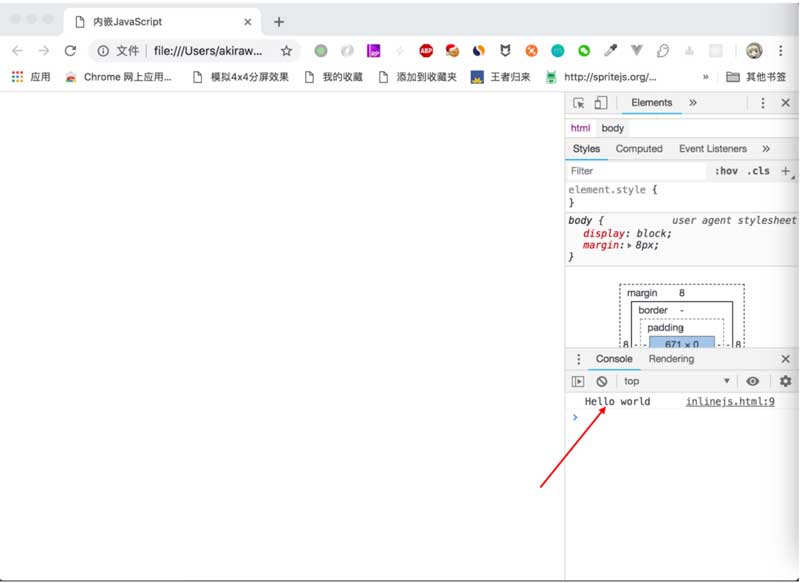 内嵌JavaScript
文件 file:///Users/akiraw...
ABP
应用 Chrome 网上应用... 模拟4x4分屏效果 我的收藏 添加到收藏夹 王者归来 http://spritejs.org/... » 其他书签
Elements »
html body
Styles Computed Event Listeners »
Filter :hov .cls +
element.style {
}
body { user agent stylesheet
display: block;
margin: 8px;
}
margin 8
border -
padding
8 - - 671 × 0 - - 8
Console Rendering
top
Hello world inlinejs.html:9
>